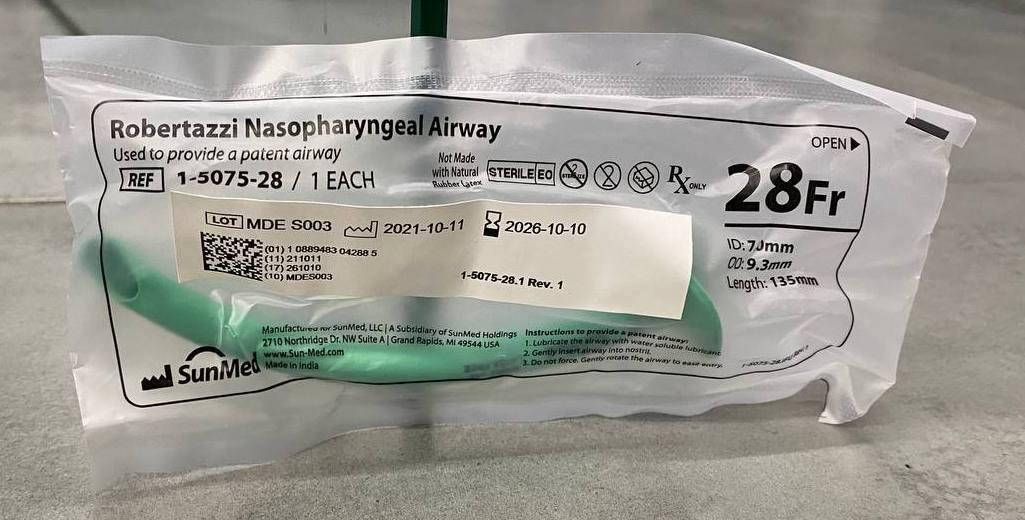 Robertazzi Nasopharyngeal Airway
Used to provide a patent airway
REF 1-5075-28 / 1 EACH
Not Made
with Natural
Rubber Latex
STERILE EO
Rx ONLY
OPEN
28Fr
ID: 7.0mm
OD: 9.3mm
Length: 135mm
LOT MDE S003 2021-10-11 2026-10-10
(01) 1 0889483 04288 5
(11) 211011
(17) 261010
(10) MDES003
1-5075-28.1 Rev. 1
SunMed
Manufactured for SunMed, LLC | A Subsidiary of SunMed Holdings
2710 Northridge Dr. NW Suite A | Grand Rapids, MI 49544 USA
www.Sun-Med.com
Made in India
Instructions to provide a patent airway:
1. Lubricate the airway with water soluble lubricant.
2. Gently insert airway into nostril.
3. Do not force. Gently rotate the airway to ease entry.